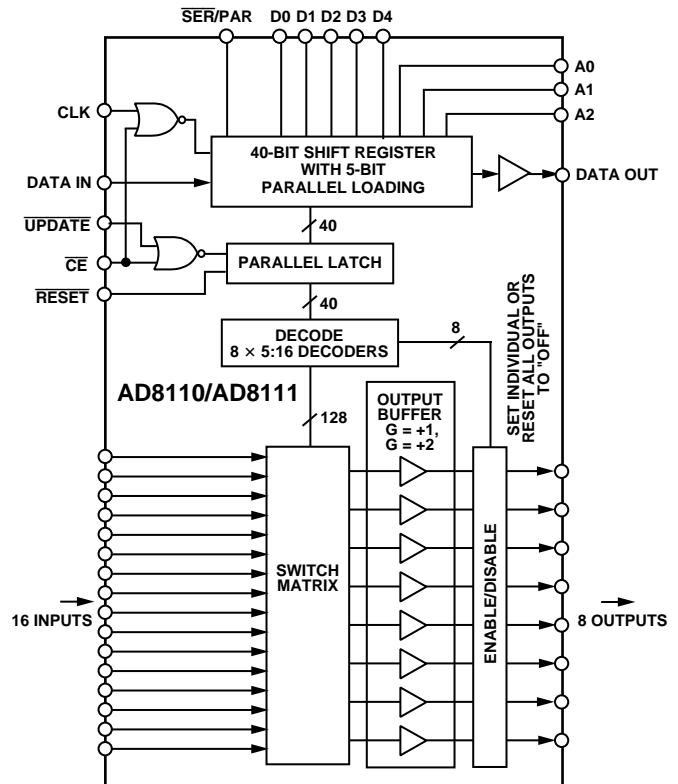 SER/PAR D0 D1 D2 D3 D4
A0
A1
A2
CLK
40-BIT SHIFT REGISTER
WITH 5-BIT
PARALLEL LOADING
DATA IN
DATA OUT
UPDATE
40
CE
PARALLEL LATCH
RESET
40
DECODE
8 × 5:16 DECODERS
8
SET INDIVIDUAL OR
RESET ALL OUTPUTS
TO "OFF"
AD8110/AD8111
128
OUTPUT
BUFFER
G = +1,
G = +2
SWITCH
MATRIX
ENABLE/DISABLE
16 INPUTS
8 OUTPUTS